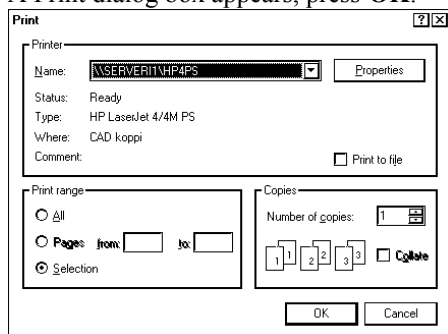 A Print dialog box appears, press OK.
Print
Printer
Name: \\SERVERI1\HP4PS Properties
Status: Ready
Type: HP LaserJet 4/4M PS
Where: CAD koppi
Comment: Print to file
Print range
All
Pages from: to:
Selection
Copies
Number of copies: 1
1 1 2 2 3 3 Collate
OK Cancel